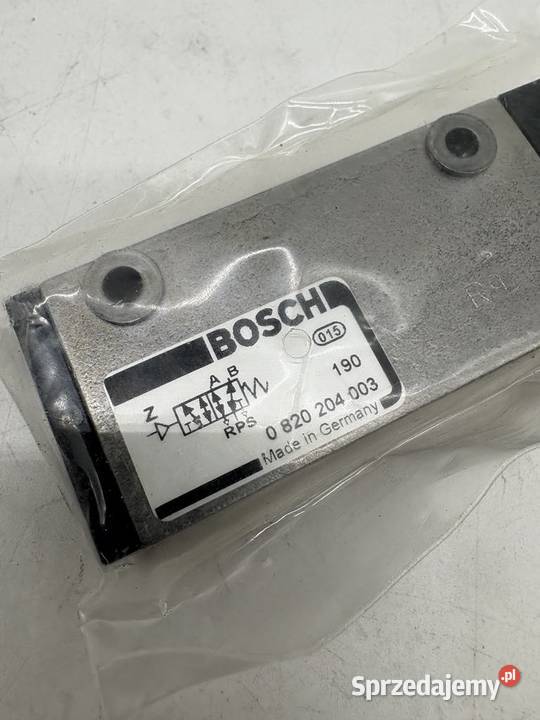 BOSCH
015
190
A B
Z
RPS
0 820 204 003
Made in Germany
Sprzedajemy.pl